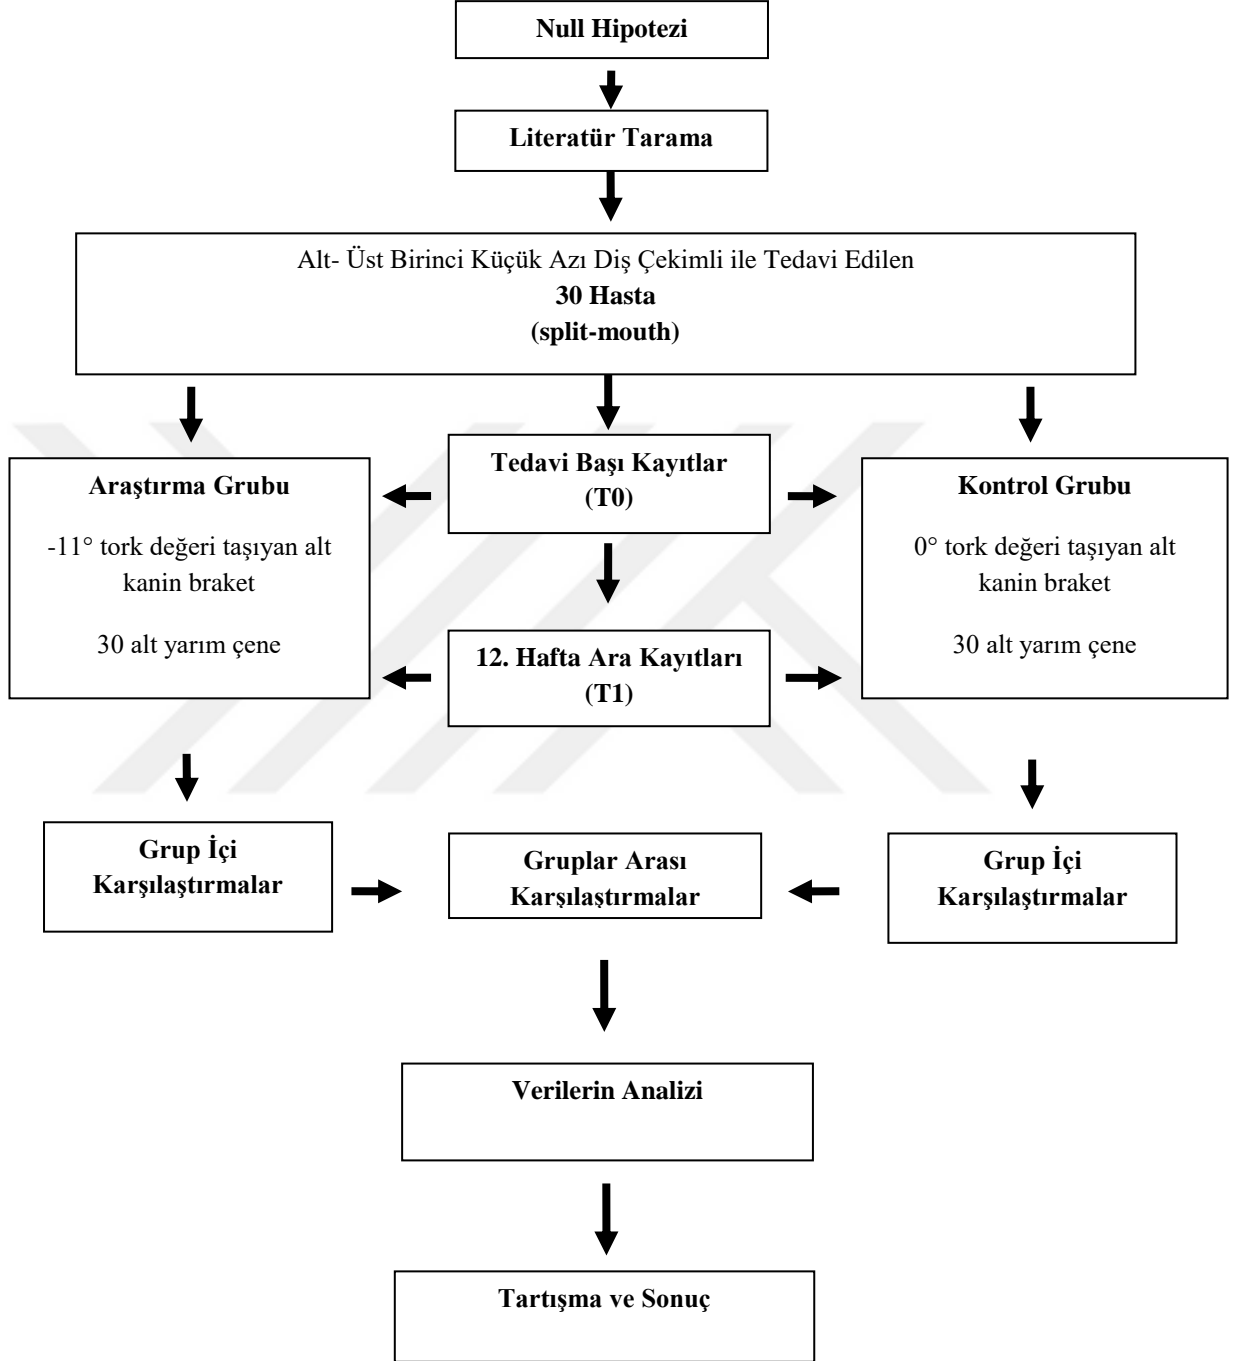 Null Hipotezi
Literatür Tarama
Alt- Üst Birinci Küçük Azı Diş Çekimli ile Tedavi Edilen
30 Hasta
(split-mouth)
Araştırma Grubu
-11° tork değeri taşıyan alt
kanin braket
30 alt yarım çene
Tedavi Başı Kayıtlar
(T0)
12. Hafta Ara Kayıtları
(T1)
Kontrol Grubu
0° tork değeri taşıyan alt
kanin braket
30 alt yarım çene
Grup İçi
Karşılaştırmalar
Gruplar Arası
Karşılaştırmalar
Grup İçi
Karşılaştırmalar
Verilerin Analizi
Tartışma ve Sonuç